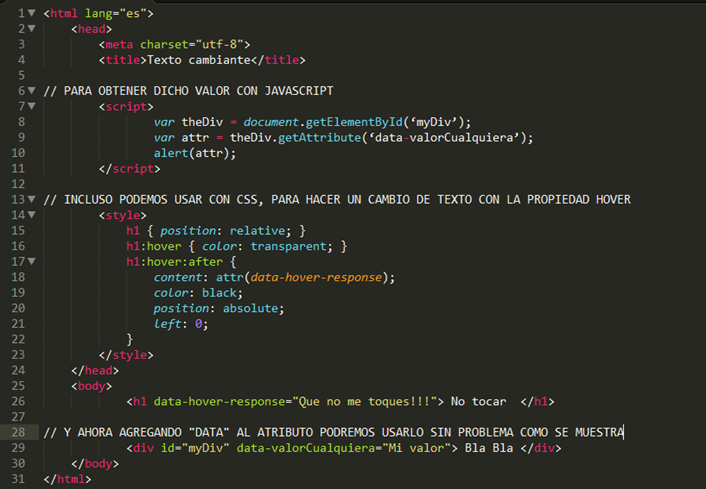 1 <html lang="es">
2 <head>
3 <meta charset="utf-8">
4 <title>Texto cambiante</title>
5
6 // PARA OBTENER DICHO VALOR CON JAVASCRIPT
7 <script>
8 var theDiv = document.getElementById(‘myDiv’);
9 var attr = theDiv.getAttribute(‘data-valorCualquiera’);
10 alert(attr);
11 </script>
12
13 // INCLUSO PODEMOS USAR CON CSS, PARA HACER UN CAMBIO DE TEXTO CON LA PROPIEDAD HOVER
14 <style>
15 h1 { position: relative; }
16 h1:hover { color: transparent; }
17 h1:hover:after {
18 content: attr(data-hover-response);
19 color: black;
20 position: absolute;
21 left: 0;
22 }
23 </style>
24 </head>
25 <body>
26 <h1 data-hover-response="Que no me toques!!!"> No tocar </h1>
27
28 // Y AHORA AGREGANDO "DATA" AL ATRIBUTO PODREMOS USARLO SIN PROBLEMA COMO SE MUESTRA
29 <div id="myDiv" data-valorCualquiera="Mi valor"> Bla Bla </div>
30 </body>
31 </html>